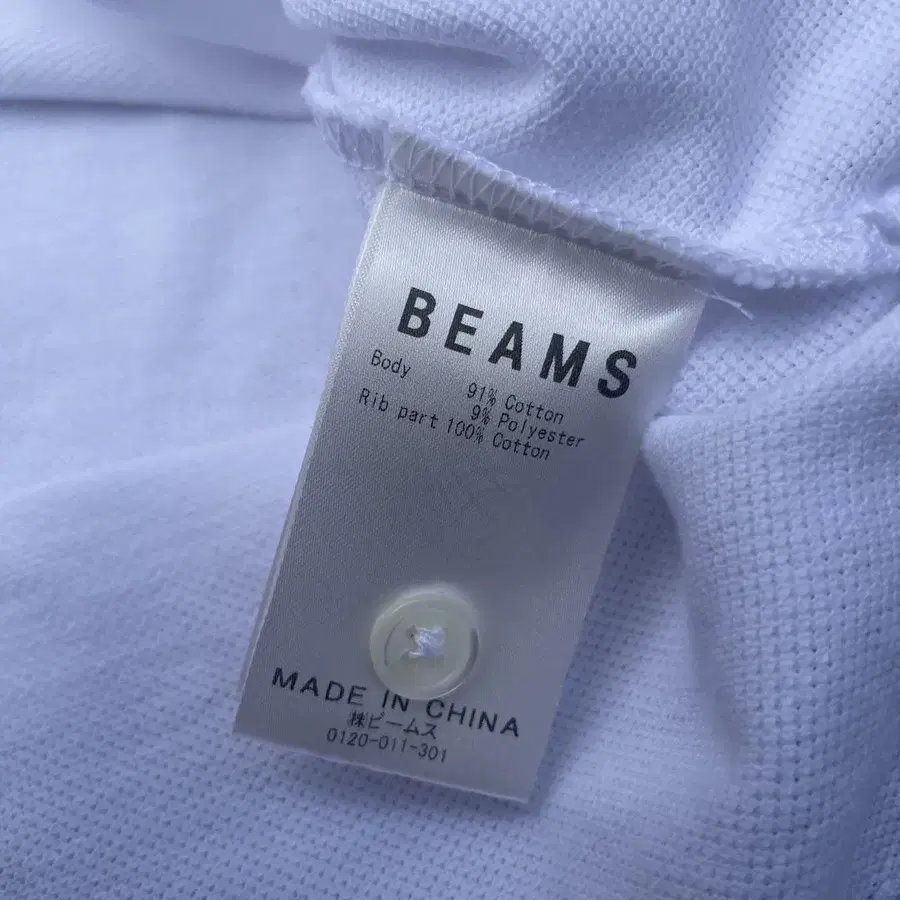 BEAMS
Body 91% Cotton
9% Polyester
Rib part 100% Cotton
MADE IN CHINA
㈱ビームス
0120-011-301